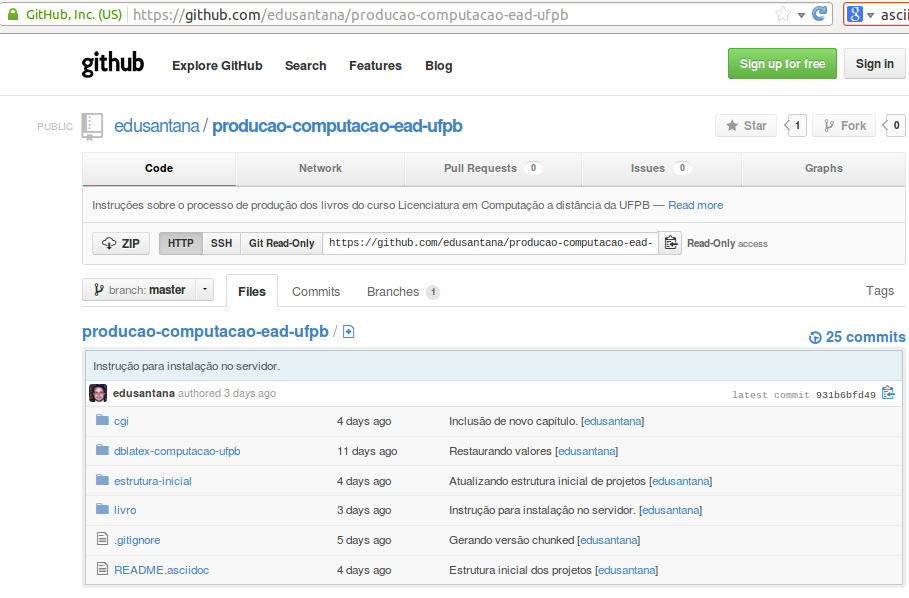 GitHub, Inc. (US) https://github.com/edusantana/producao-computacao-ead-ufpb 8 ascii
github Explore GitHub Search Features Blog Sign up for free Sign in
PUBLIC edusantana / producao-computacao-ead-ufpb Star 1 Fork 0
Code Network Pull Requests 0 Issues 0 Graphs
Instruções sobre o processo de produção dos livros do curso Licenciatura em Computação a distância da UFPB — Read more
ZIP HTTP SSH Git Read-Only https://github.com/edusantana/producao-computacao-ead- Read-Only access
branch: master Files Commits Branches 1 Tags
producao-computacao-ead-ufpb / 25 commits
Instrução para instalação no servidor.
edusantana authored 3 days ago latest commit 931b6bfd49
cgi 4 days ago Inclusão de novo capítulo. [edusantana]
dblatex-computacao-ufpb 11 days ago Restaurando valores [edusantana]
estrutura-inicial 4 days ago Atualizando estrutura inicial de projetos [edusantana]
livro 3 days ago Instrução para instalação no servidor. [edusantana]
.gitignore 5 days ago Gerando versão chunked [edusantana]
README.asciidoc 4 days ago Estrutura inicial dos projetos [edusantana]